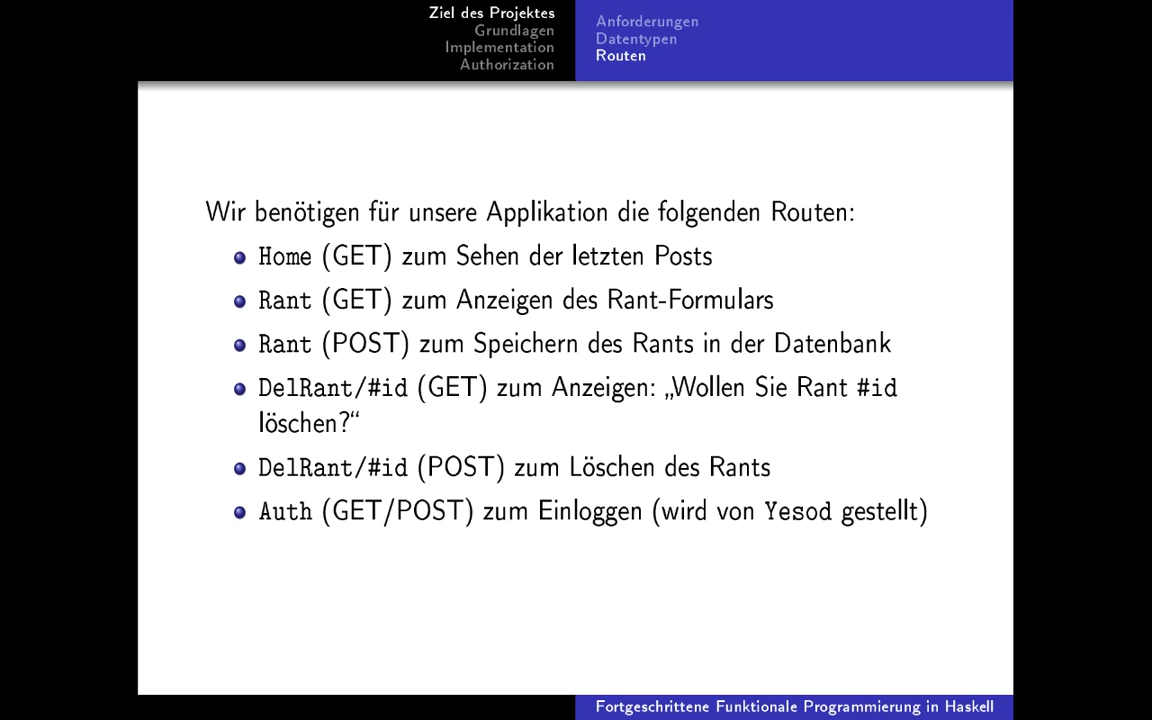 Ziel des Projektes
Grundlagen
Implementation
Authorization
Anforderungen
Datentypen
Routen
Wir benötigen für unsere Applikation die folgenden Routen:
Home (GET) zum Sehen der letzten Posts
Rant (GET) zum Anzeigen des Rant-Formulars
Rant (POST) zum Speichern des Rants in der Datenbank
DelRant/#id (GET) zum Anzeigen: „Wollen Sie Rant #id
löschen?“
DelRant/#id (POST) zum Löschen des Rants
Auth (GET/POST) zum Einloggen (wird von Yesod gestellt)
Fortgeschrittene Funktionale Programmierung in Haskell